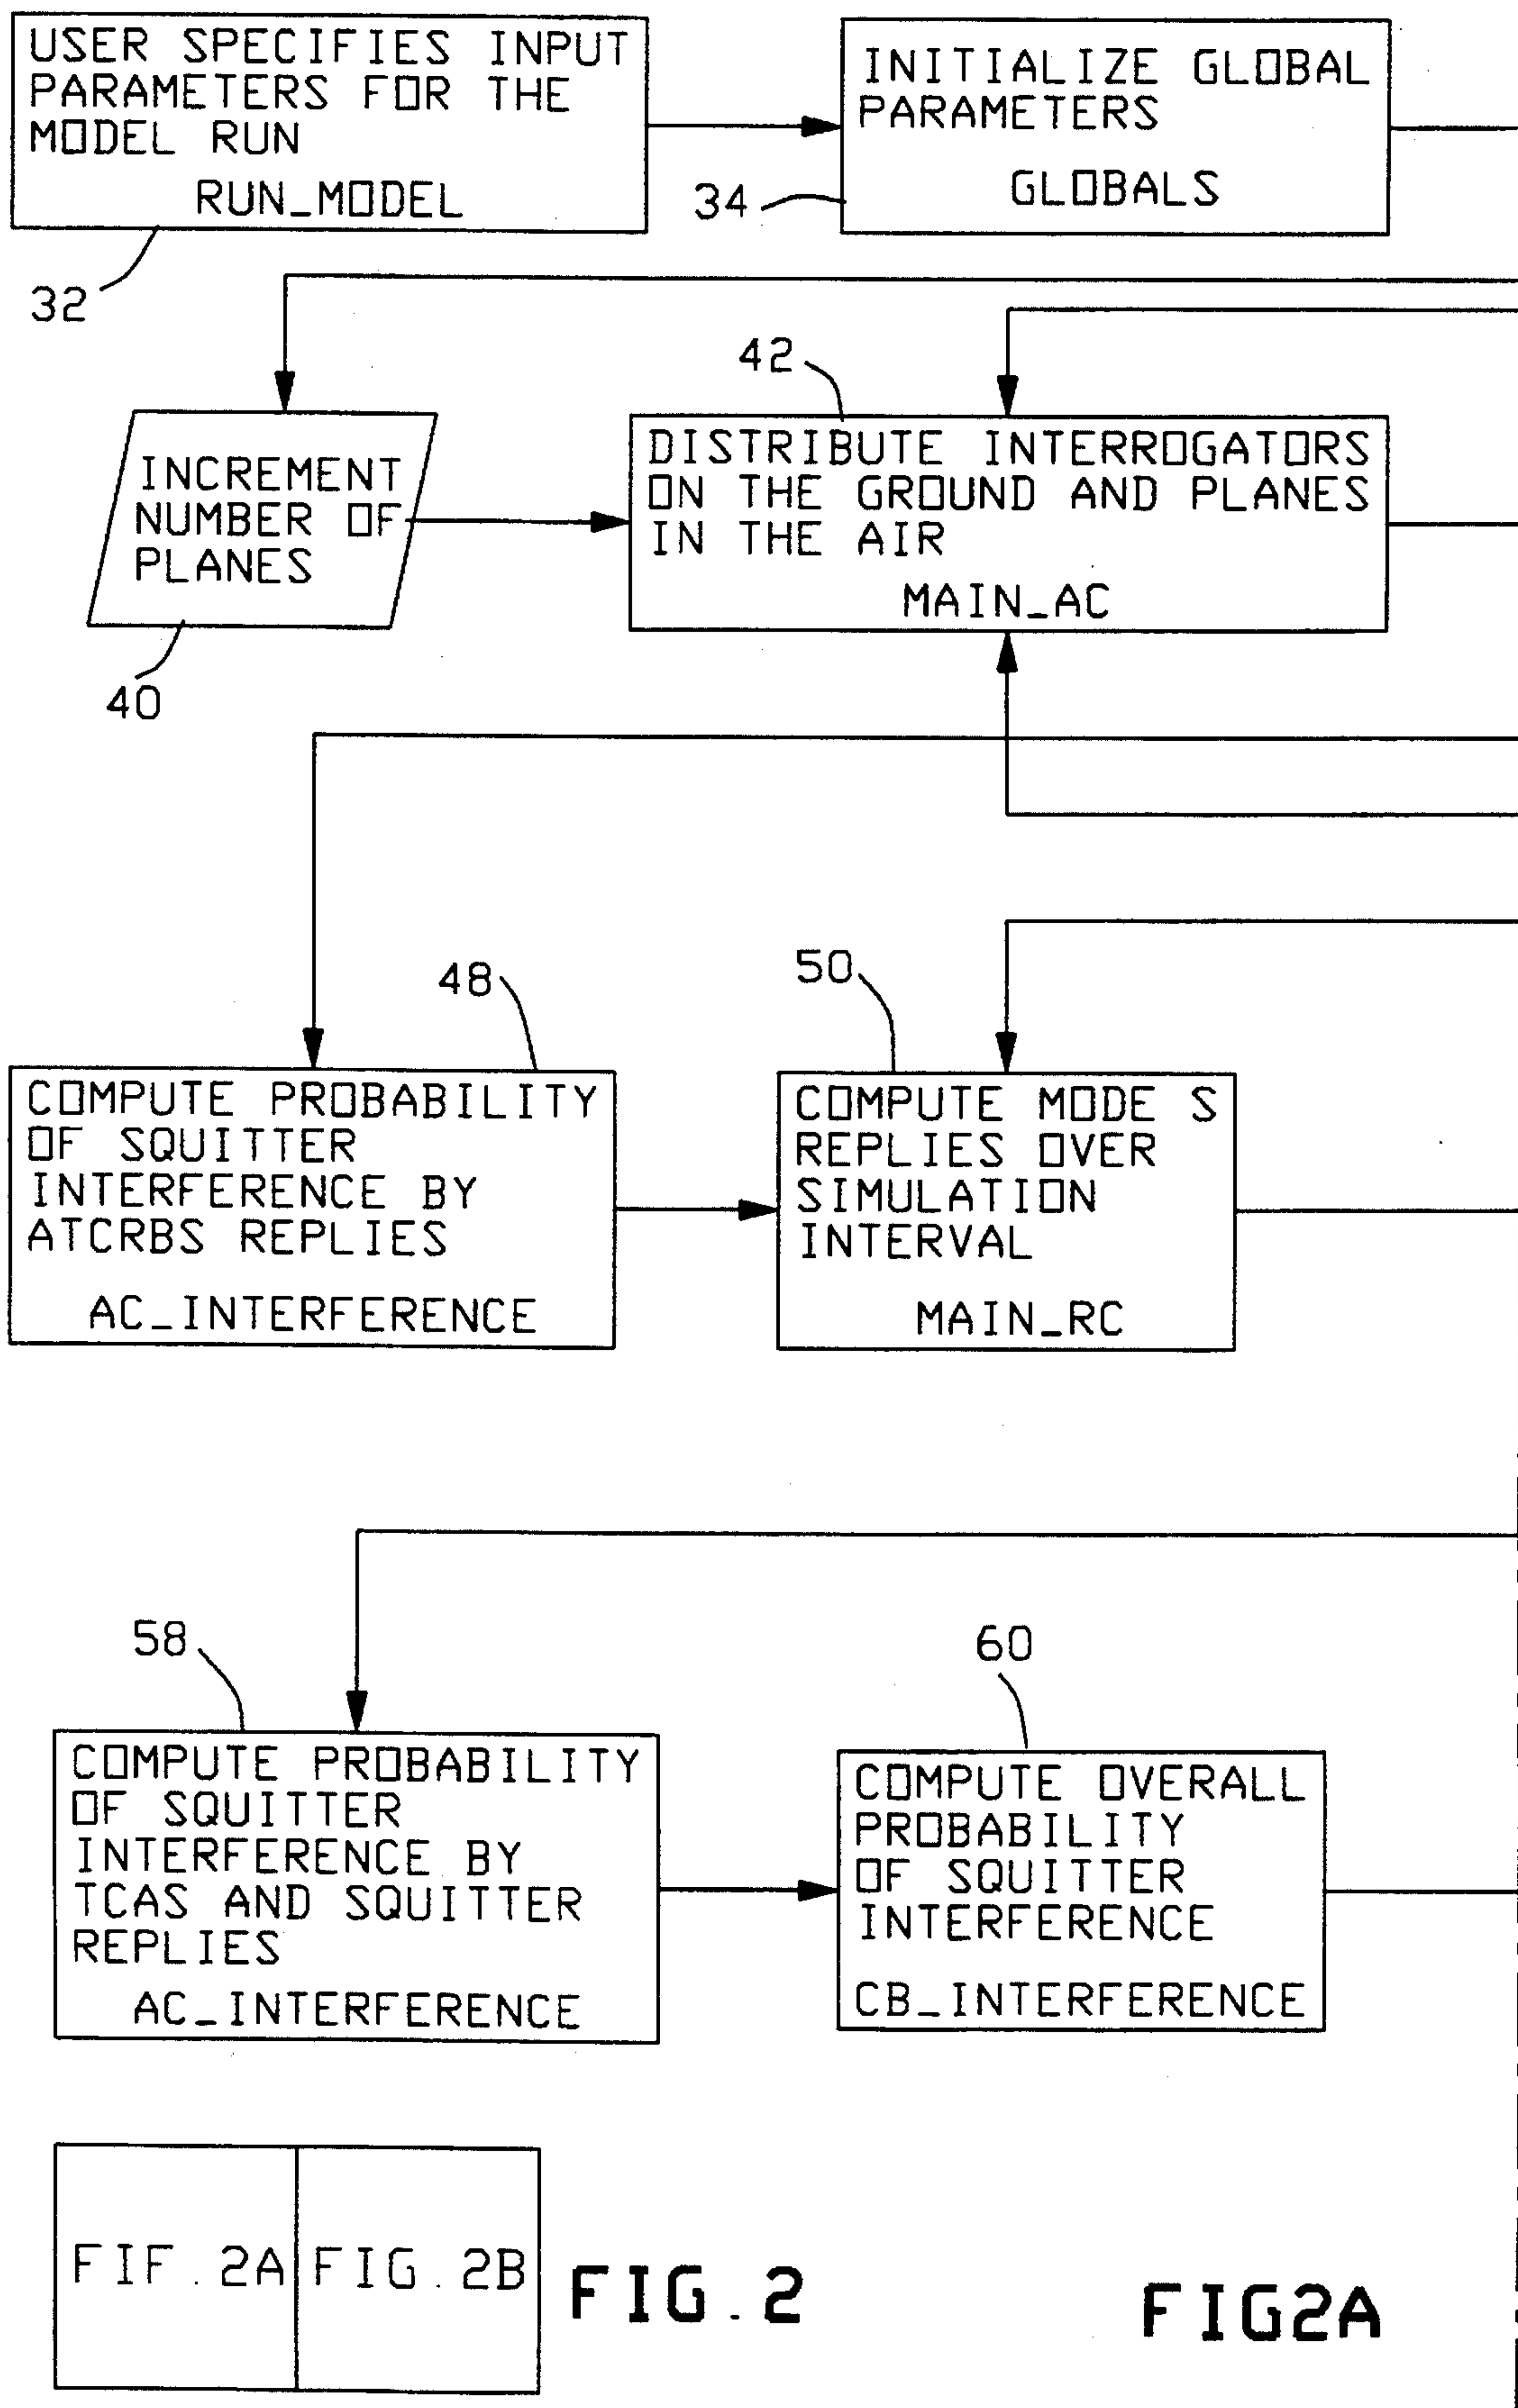 USER SPECIFIES INPUT
PARAMETERS FOR THE
MODEL RUN
RUN_MODEL
32
INITIALIZE GLOBAL
PARAMETERS
GLOBALS
34
INCREMENT
NUMBER OF
PLANES
40
42
DISTRIBUTE INTERROGATORS
ON THE GROUND AND PLANES
IN THE AIR
MAIN_AC
48
COMPUTE PROBABILITY
OF SQUITTER
INTERFERENCE BY
ATCRBS REPLIES
AC_INTERFERENCE
50
COMPUTE MODE S
REPLIES OVER
SIMULATION
INTERVAL
MAIN_RC
58
COMPUTE PROBABILITY
OF SQUITTER
INTERFERENCE BY
TCAS AND SQUITTER
REPLIES
AC_INTERFERENCE
60
COMPUTE OVERALL
PROBABILITY
OF SQUITTER
INTERFERENCE
CB_INTERFERENCE
FIF. 2A
FIG. 2B
FIG. 2
FIG2A